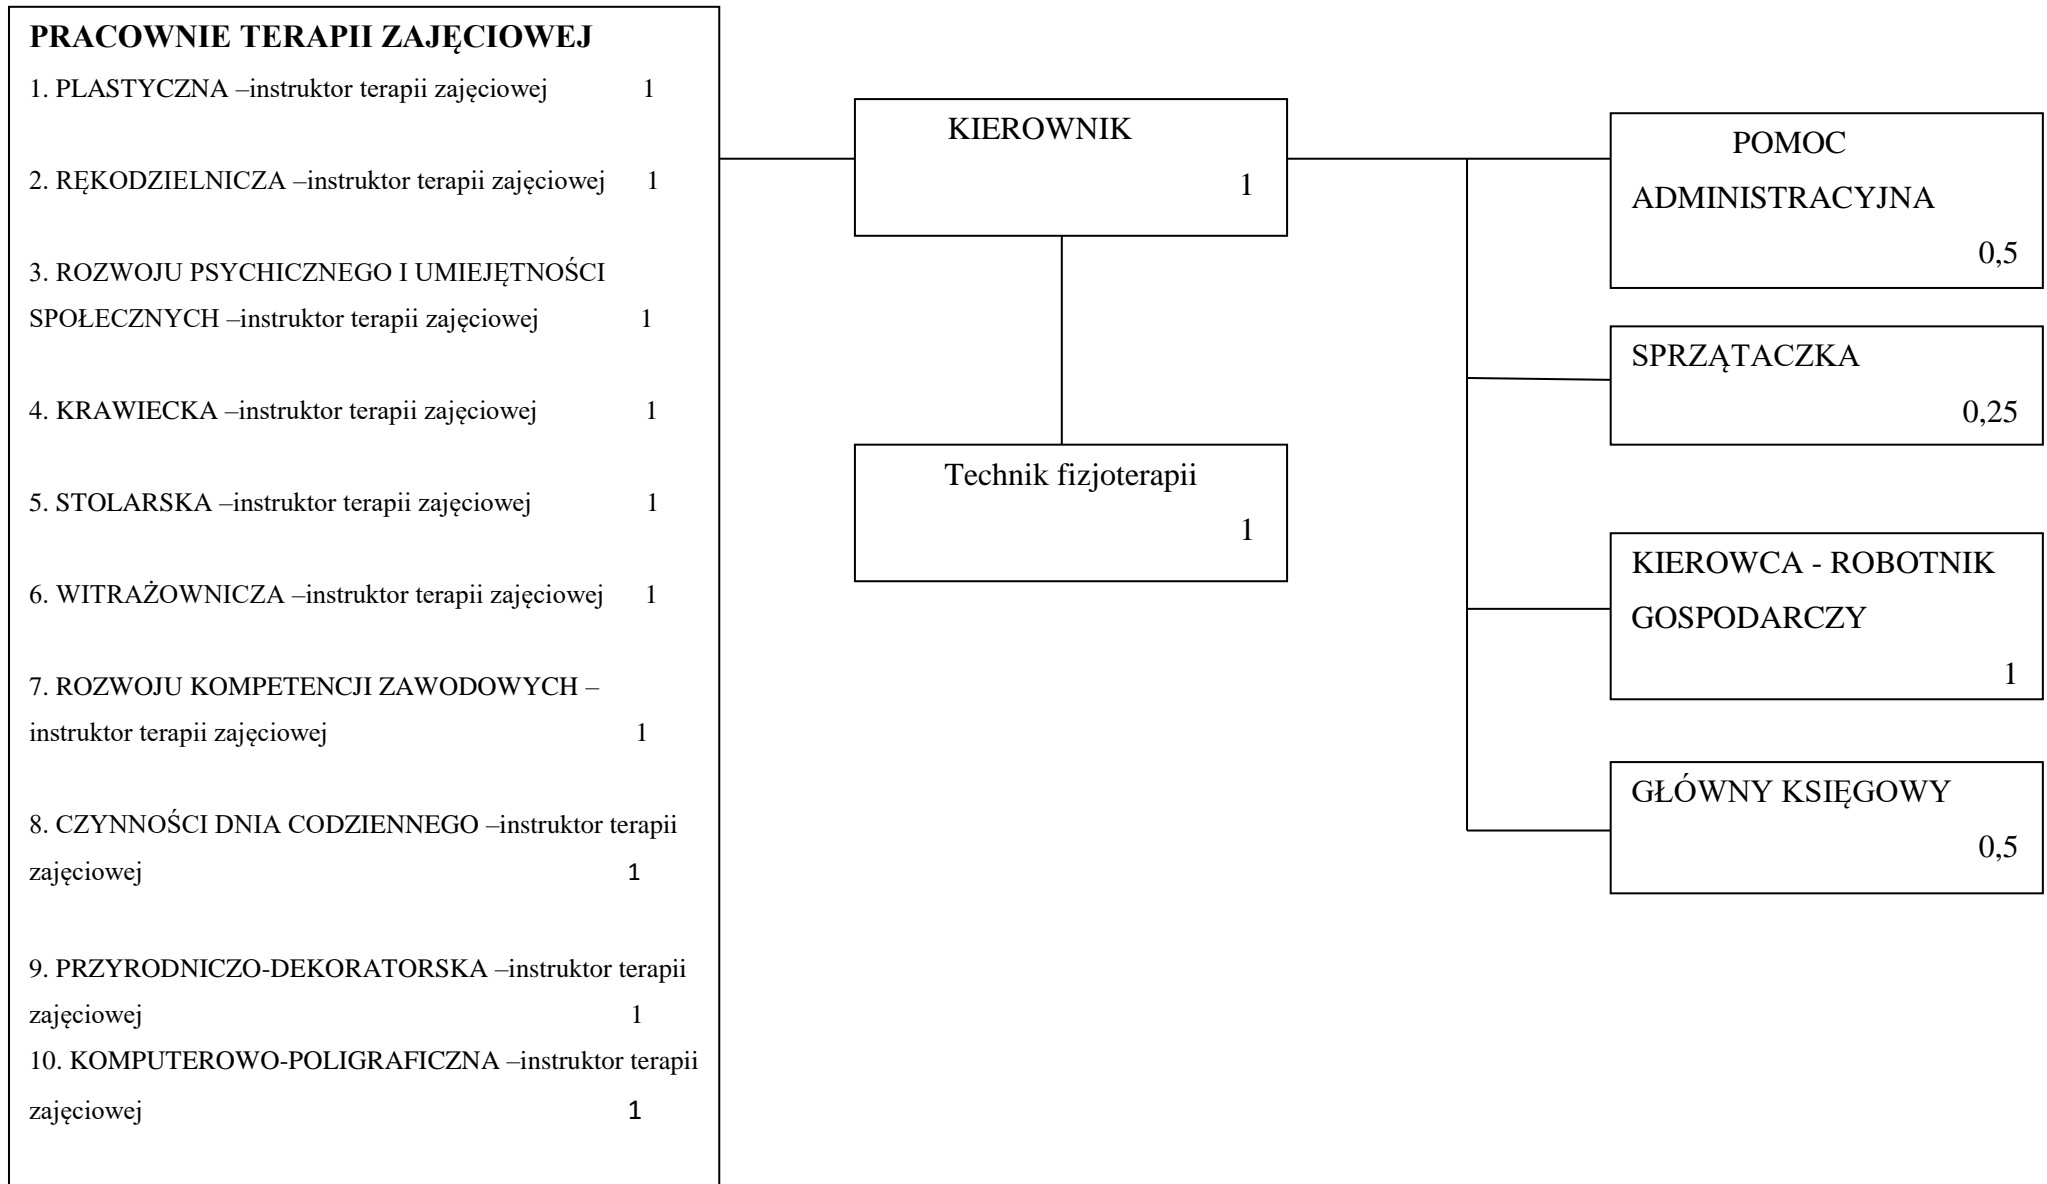 PRACOWNIE TERAPII ZAJĘCIOWEJ
1. PLASTYCZNA –instruktor terapii zajęciowej 1
2. RĘKODZIELNICZA –instruktor terapii zajęciowej 1
3. ROZWOJU PSYCHICZNEGO I UMIEJĘTNOŚCI
SPOŁECZNYCH –instruktor terapii zajęciowej 1
4. KRAWIECKA –instruktor terapii zajęciowej 1
5. STOLARSKA –instruktor terapii zajęciowej 1
6. WITRAŻOWNICZA –instruktor terapii zajęciowej 1
7. ROZWOJU KOMPETENCJI ZAWODOWYCH –
instruktor terapii zajęciowej 1
8. CZYNNOŚCI DNIA CODZIENNEGO –instruktor terapii
zajęciowej 1
9. PRZYRODNICZO-DEKORATORSKA –instruktor terapii
zajęciowej 1
10. KOMPUTEROWO-POLIGRAFICZNA –instruktor terapii
zajęciowej 1
KIEROWNIK
1
Technik fizjoterapii
1
POMOC
ADMINISTRACYJNA
0,5
SPRZĄTACZKA
0,25
KIEROWCA - ROBOTNIK
GOSPODARCZY
1
GŁÓWNY KSIĘGOWY
0,5